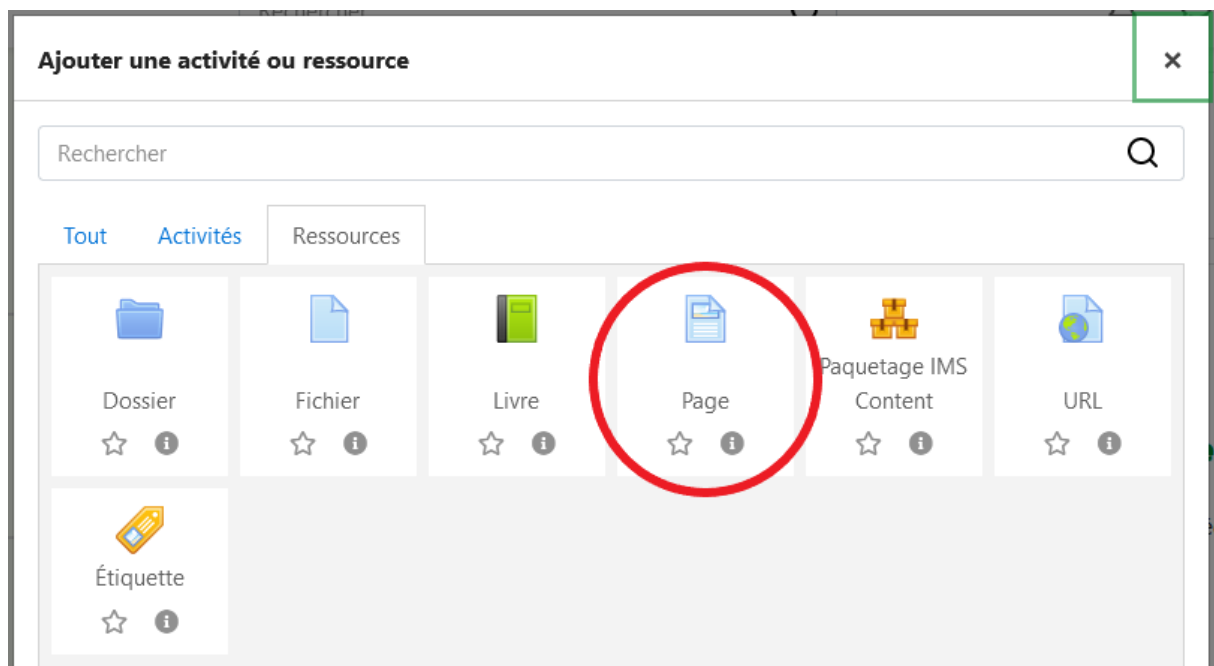 Ajouter une activité ou ressource
Rechercher
Tout Activités Ressources
Dossier
Fichier
Livre
Page
Paquetage IMS
Content
URL
Étiquette